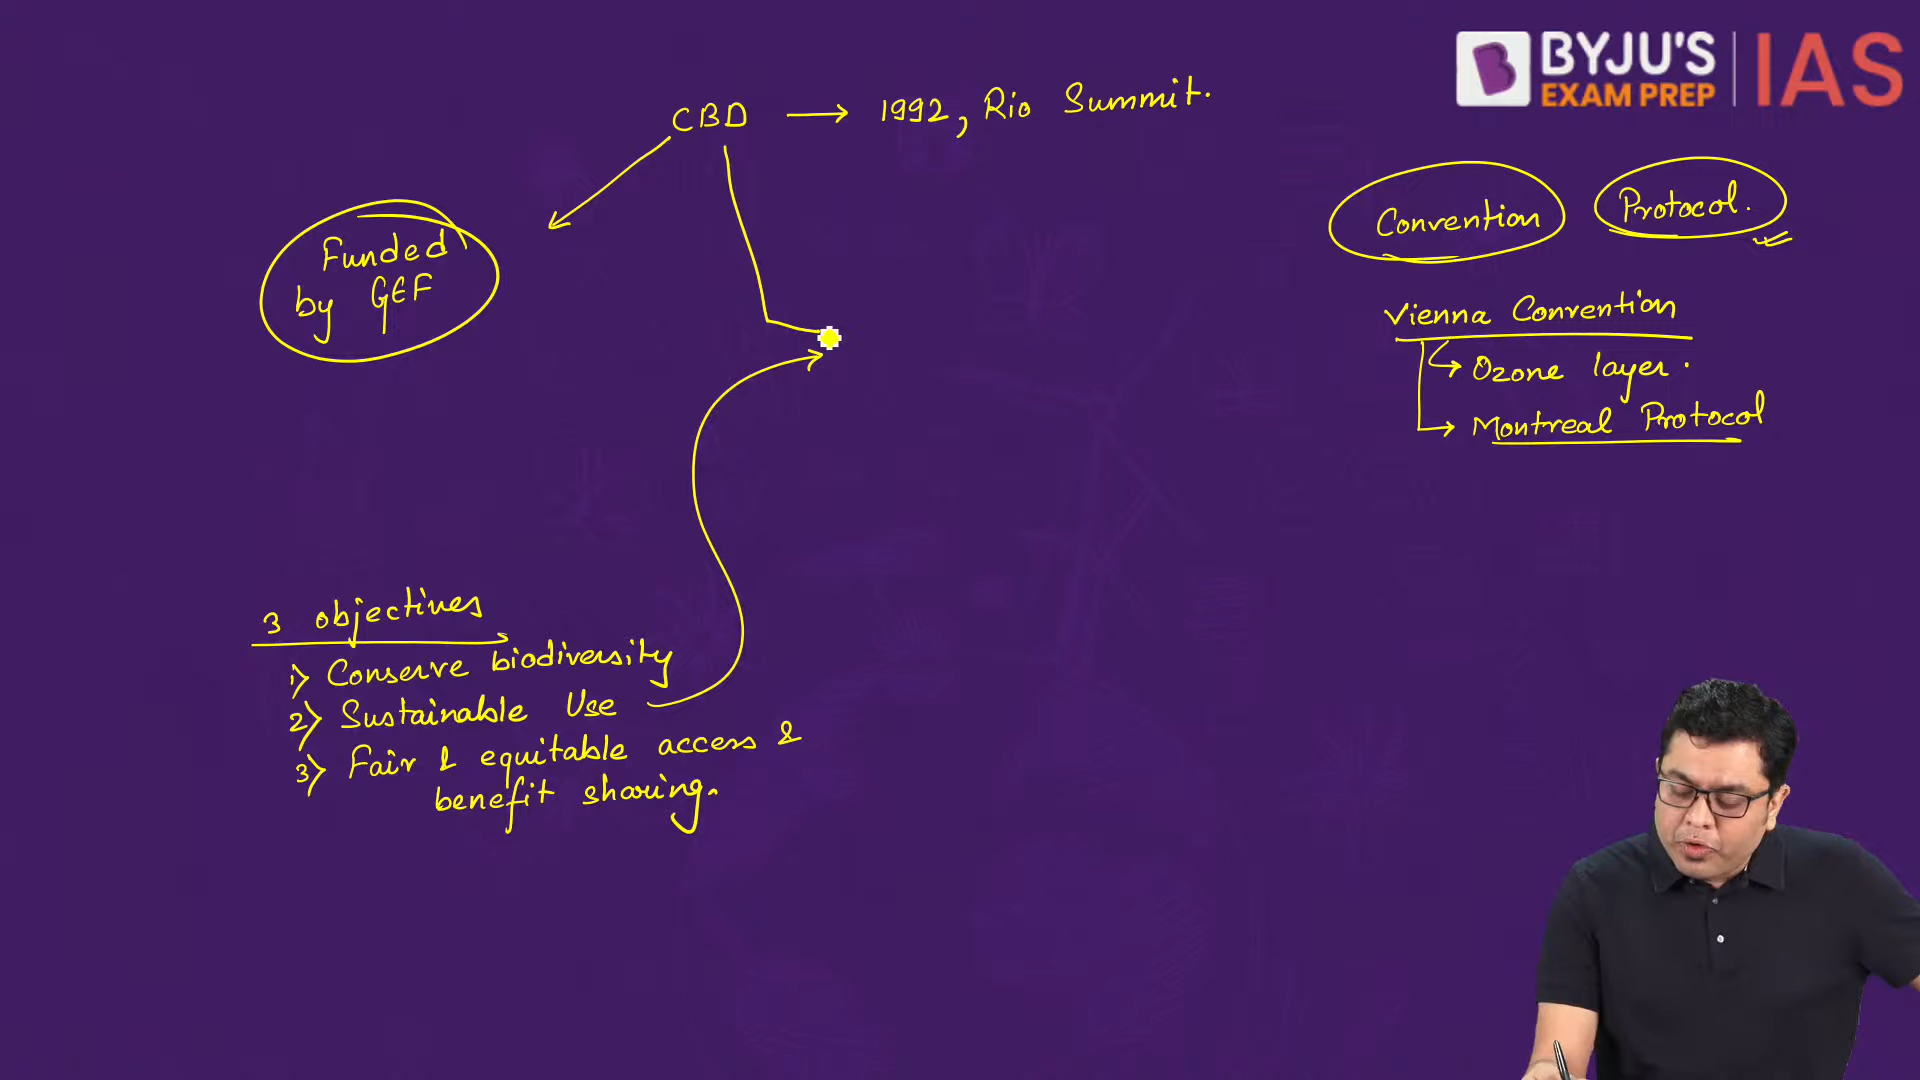 BYJU'S
EXAM PREP
IAS
CBD → 1992, Rio Summit.
Funded
by GEF
Convention
Protocol.
Vienna Convention
→ Ozone layer.
→ Montreal Protocol
3 objectives
1) Conserve biodiversity
2) Sustainable Use
3) Fair & equitable access &
benefit sharing.